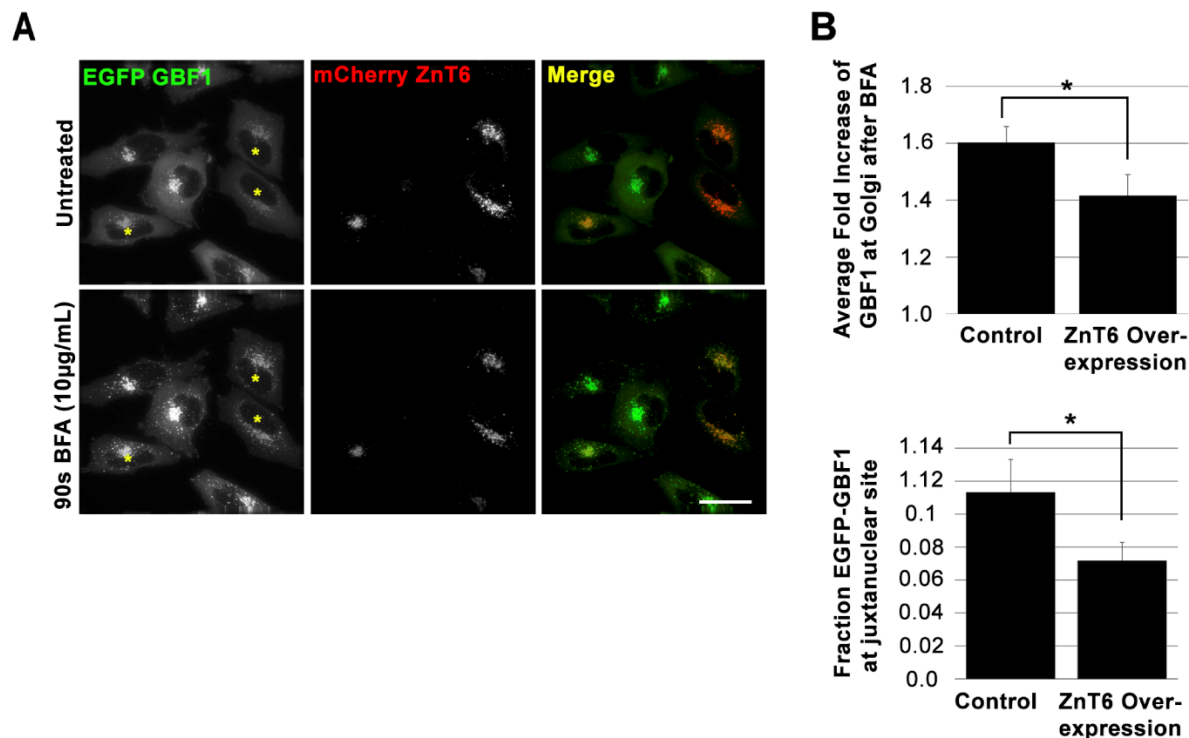 A
EGFP GBF1
mCherry ZnT6
Merge
Untreated
*
*
*
90s BFA (10µg/mL)
*
*
*
B
Average Fold Increase of
GBF1 at Golgi after BFA
1.8
1.6
1.4
1.2
1.0
*
Control
ZnT6 Over-
expression
Fraction EGFP-GBF1
at juxtanuclear site
1.14
1.12
0.1
0.08
0.06
0.04
0.02
0.0
*
Control
ZnT6 Over-
expression